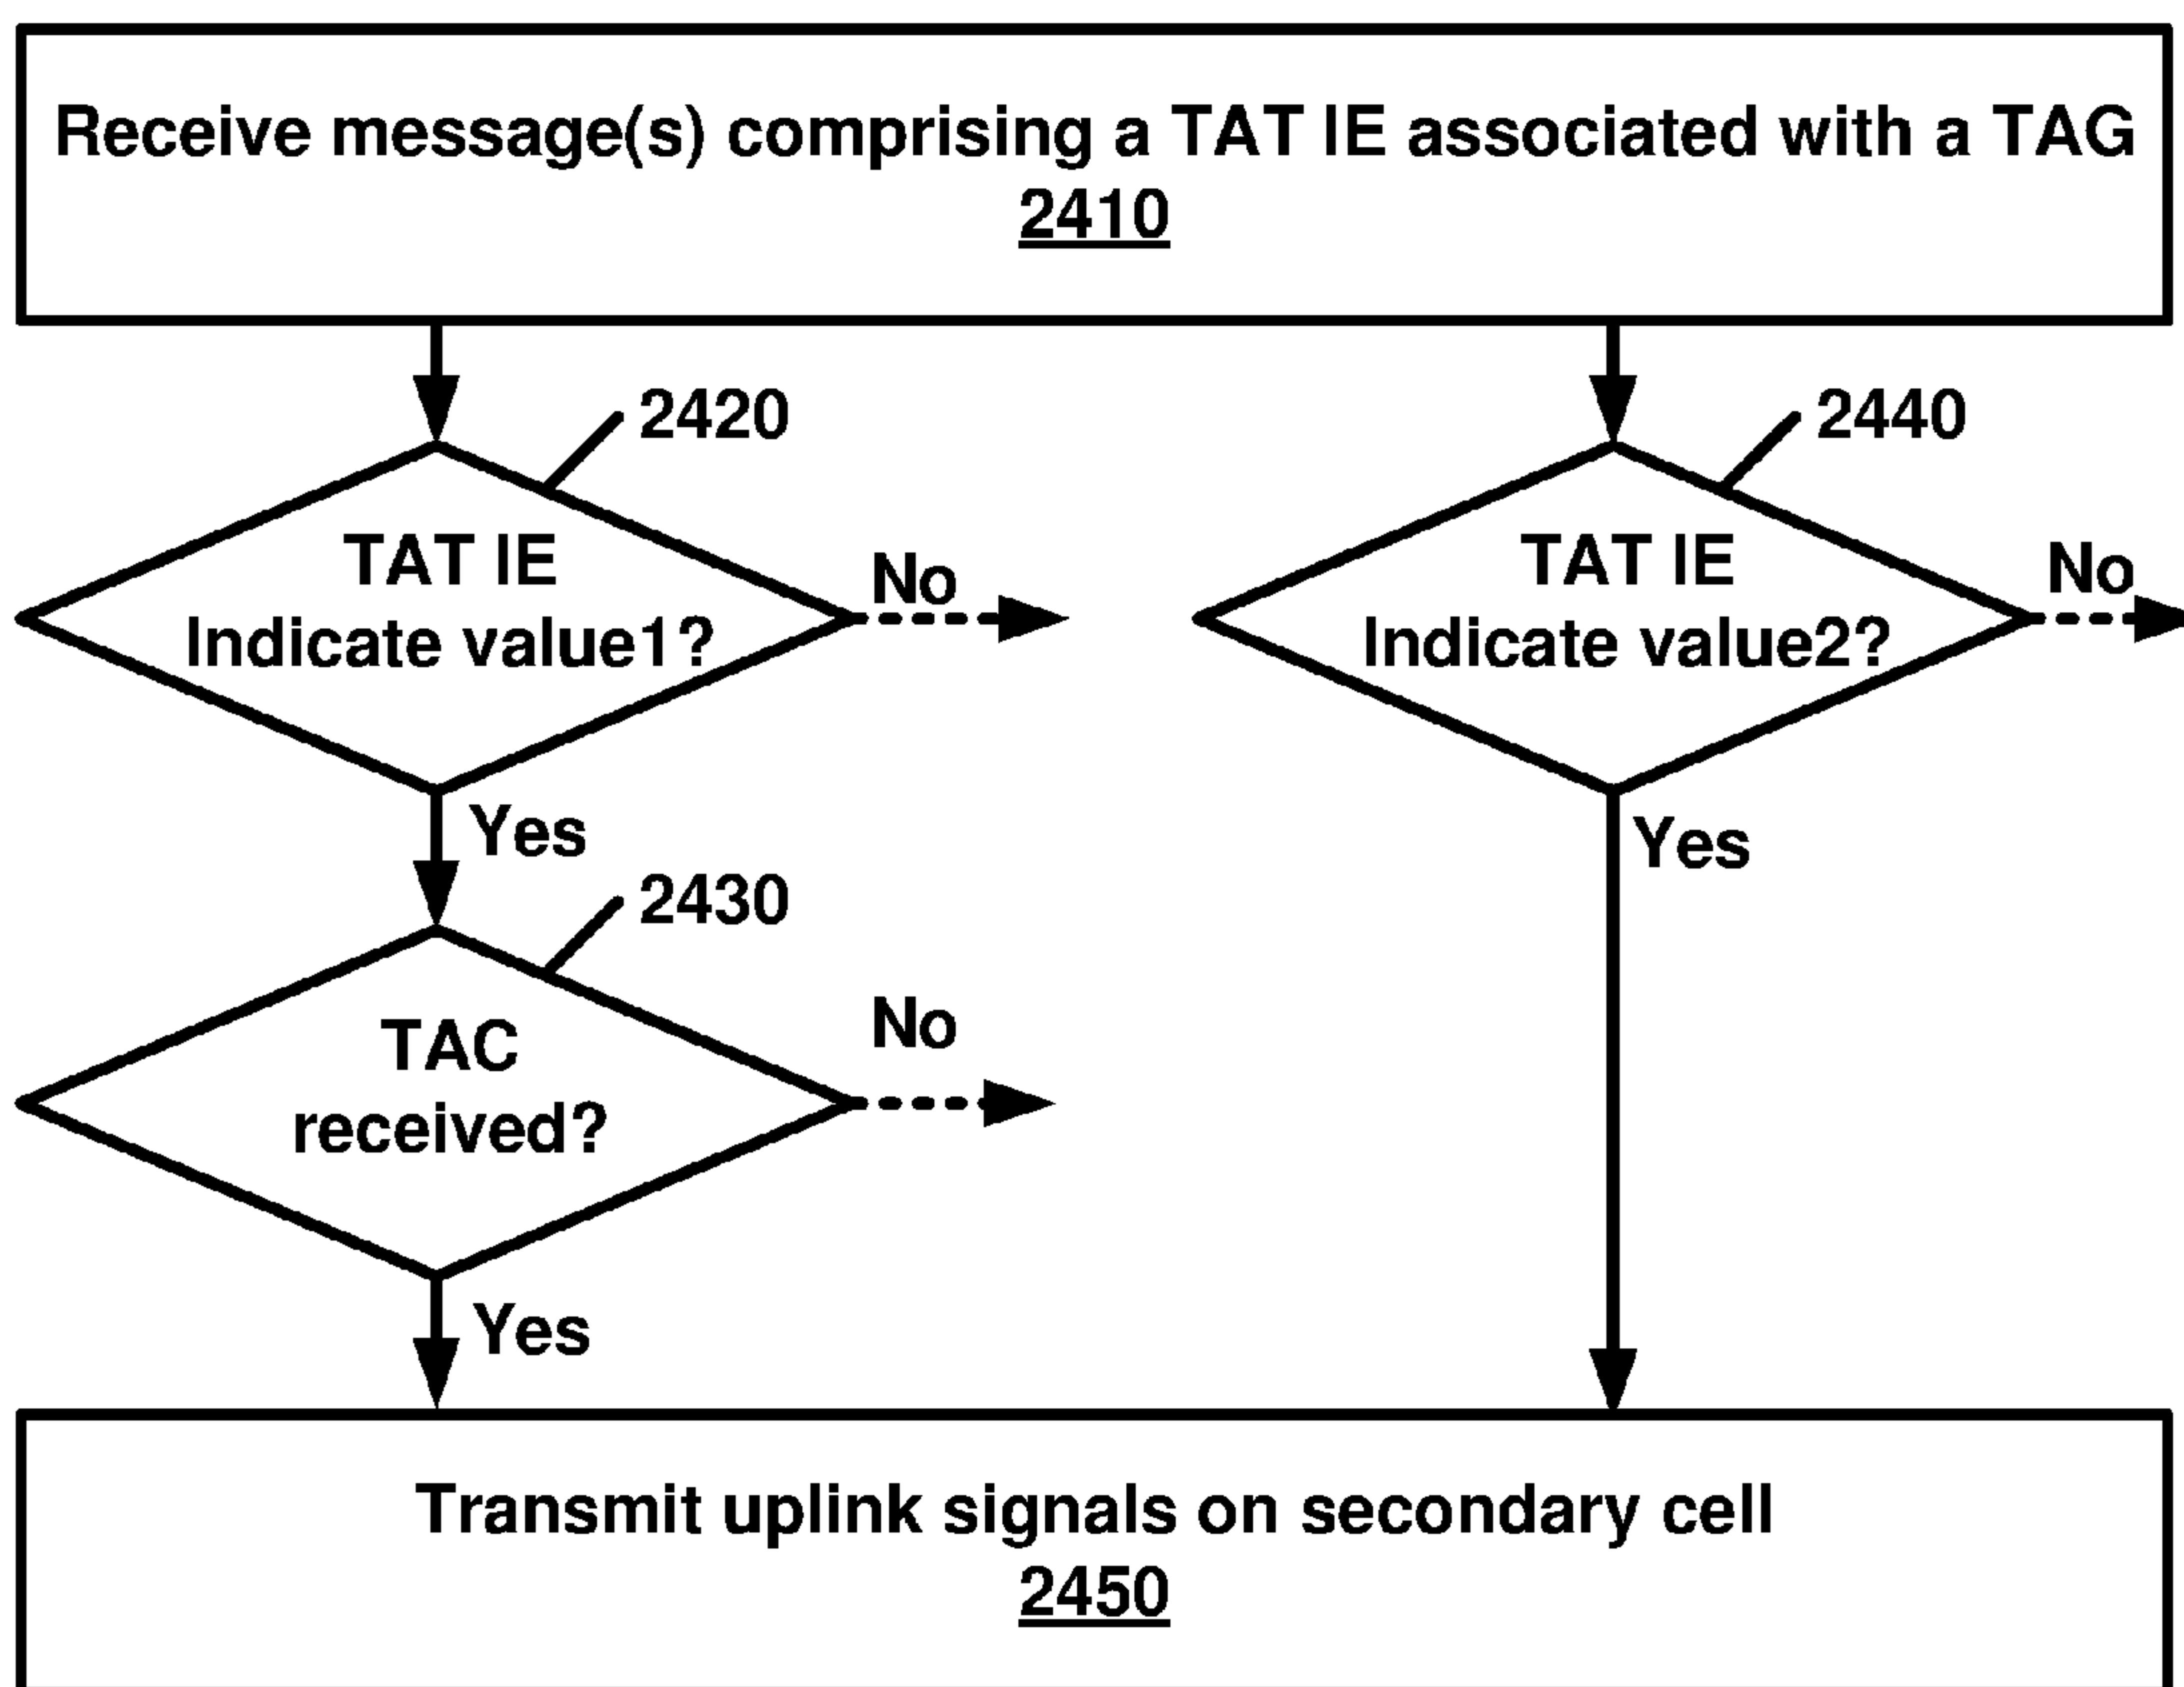 Receive message(s) comprising a TAT IE associated with a TAG
2410
2420
TAT IE
Indicate value1?
No
Yes
2440
TAT IE
Indicate value2?
No
Yes
2430
TAC
received?
No
Yes
Transmit uplink signals on secondary cell
2450